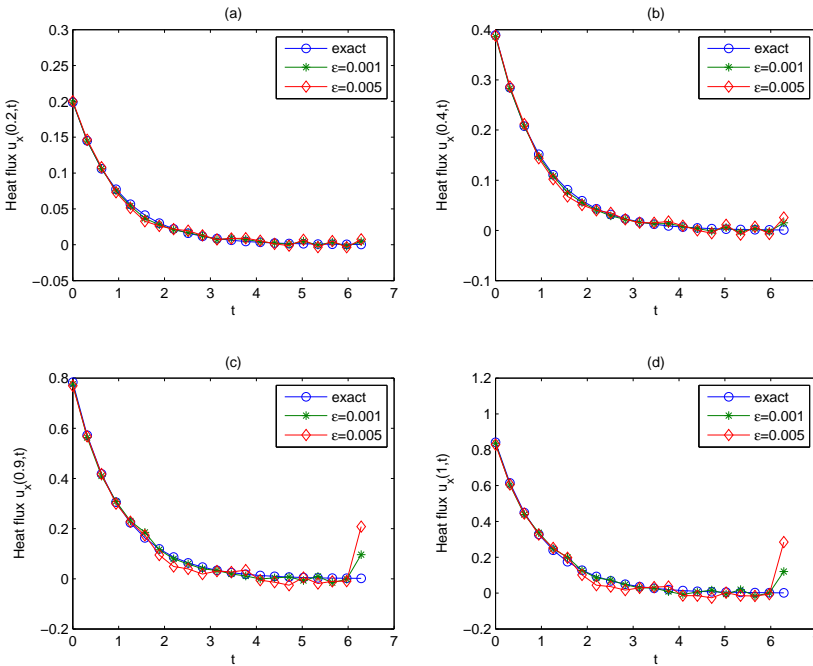 (a)
0.3
0.25
0.2
0.15
0.1
0.05
0
−0.05
0 1 2 3 4 5 6 7
t
Heat flux u_x(0.2,t)
exact
ε=0.001
ε=0.005
(b)
0.4
0.3
0.2
0.1
0
−0.1
0 1 2 3 4 5 6
t
Heat flux u_x(0.4,t)
exact
ε=0.001
ε=0.005
(c)
0.8
0.6
0.4
0.2
0
−0.2
0 1 2 3 4 5 6 7
t
Heat flux u_x(0.9,t)
exact
ε=0.001
ε=0.005
(d)
1.2
1
0.8
0.6
0.4
0.2
0
−0.2
0 1 2 3 4 5 6
t
Heat flux u_x(1,t)
exact
ε=0.001
ε=0.005